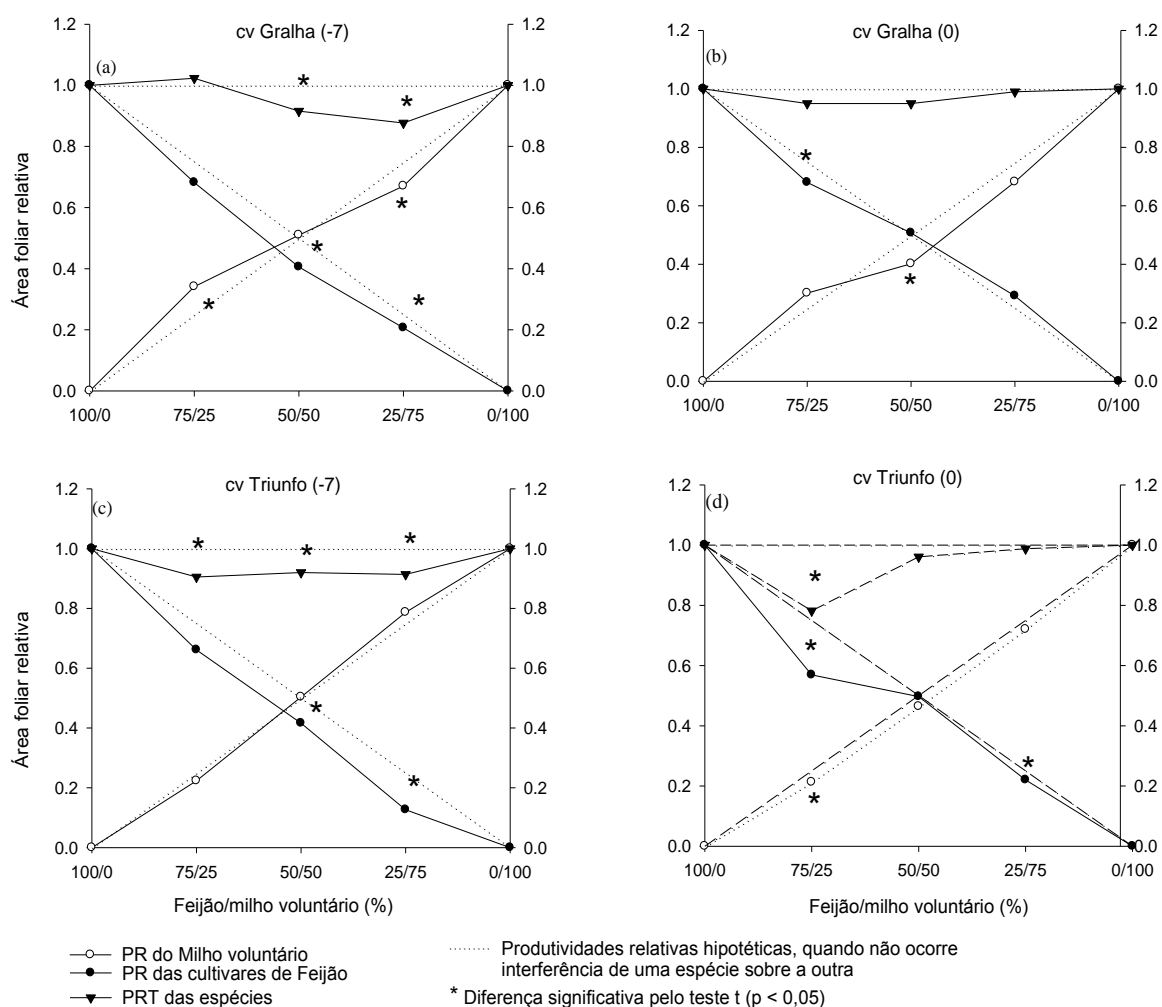 cv Gralha (-7)
(a)
1.2
1.0
0.8
0.6
0.4
0.2
0.0
1.2
1.0
0.8
0.6
0.4
0.2
0.0
* * * * * *
Área foliar relativa
100/0 75/25 50/50 25/75 0/100
cv Gralha (0)
(b)
1.2
1.0
0.8
0.6
0.4
0.2
0.0
1.2
1.0
0.8
0.6
0.4
0.2
0.0
* *
100/0 75/25 50/50 25/75 0/100
cv Triunfo (-7)
(c)
1.2
1.0
0.8
0.6
0.4
0.2
0.0
1.2
1.0
0.8
0.6
0.4
0.2
0.0
* * * * *
Área foliar relativa
100/0 75/25 50/50 25/75 0/100
Feijão/milho voluntário (%)
cv Triunfo (0)
(d)
1.2
1.0
0.8
0.6
0.4
0.2
0.0
1.2
1.0
0.8
0.6
0.4
0.2
0.0
* * * *
100/0 75/25 50/50 25/75 0/100
Feijão/milho voluntário (%)
PR do Milho voluntário
PR das cultivares de Feijão
PRT das espécies
Produtividades relativas hipotéticas, quando não ocorre
interferência de uma espécie sobre a outra
* Diferença significativa pelo teste t (p < 0,05)